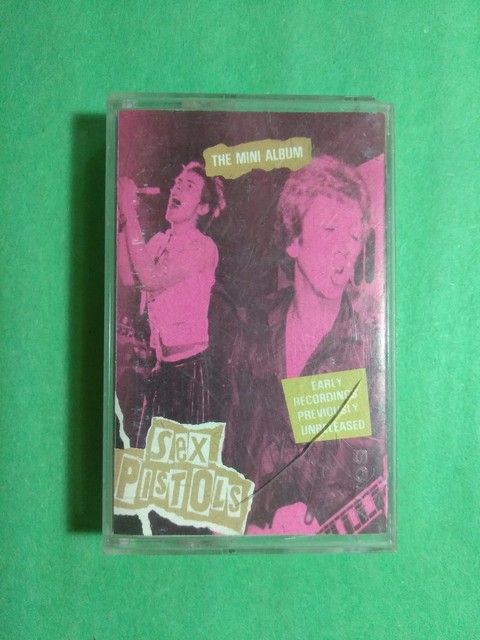 THE MINI ALBUM
EARLY
RECORDINGS
PREVIOUSLY
UNRELEASED
Sex
PISTOLS